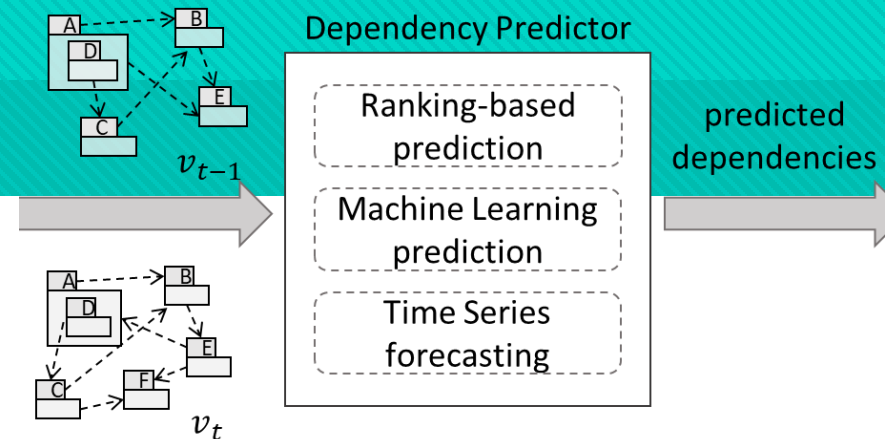 A
B
D
E
C
v_{t-1}
A
B
D
E
C
F
v_t
Dependency Predictor
Ranking-based
prediction
Machine Learning
prediction
Time Series
forecasting
predicted
dependencies